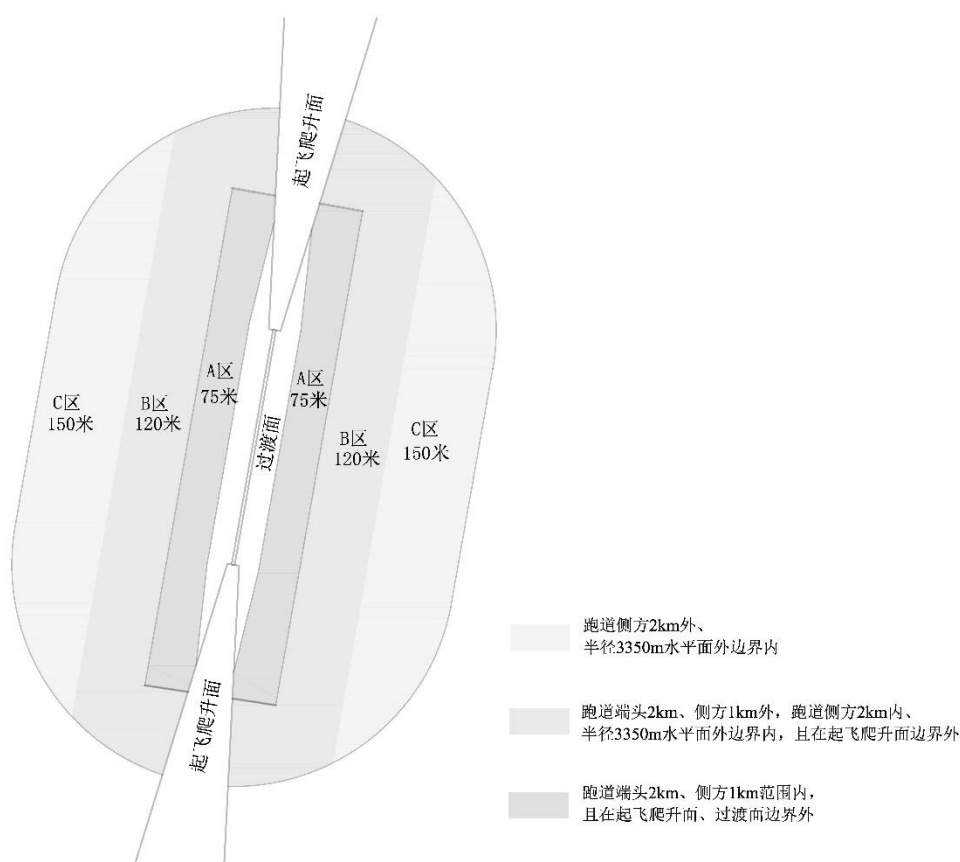 起飞爬升面
A区
75米
A区
75米
C区
150米
B区
120米
过渡面
B区
120米
C区
150米
起飞爬升面
跑道侧方2km外、
半径3350m水平面外边界内
跑道端头2km、侧方1km外，跑道侧方2km内、
半径3350m水平面外边界内，且在起飞爬升面边界外
跑道端头2km、侧方1km范围内，
且在起飞爬升面、过渡面边界外